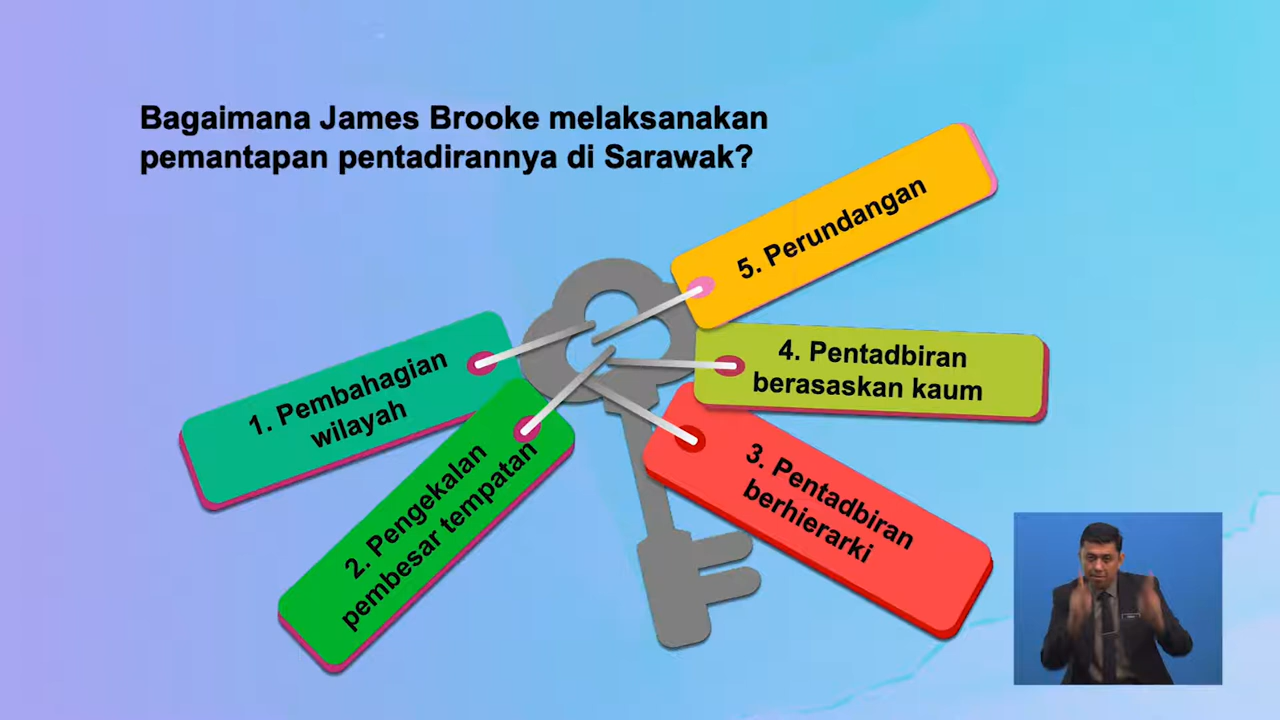 Bagaimana James Brooke melaksanakan
pemantapan pentadirannya di Sarawak?
1. Pembahagian
wilayah
2. Pengekalan
pembesar tempatan
3. Pentadbiran
berhierarki
4. Pentadbiran
berasaskan kaum
5. Perundangan